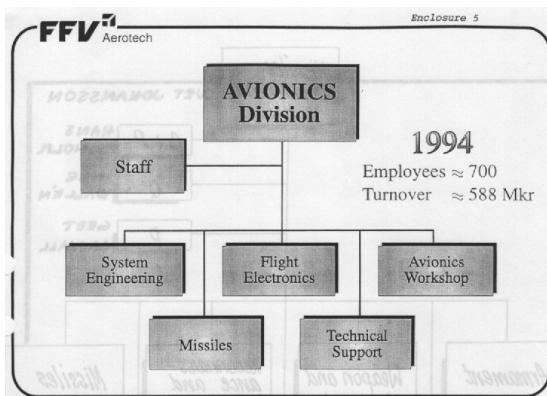 Enclosure 5
FFV
Aerotech
AVIONICS
Division
1994
Employees ≈ 700
Turnover ≈ 588 Mkr
Staff
System
Engineering
Flight
Electronics
Avionics
Workshop
Missiles
Technical
Support